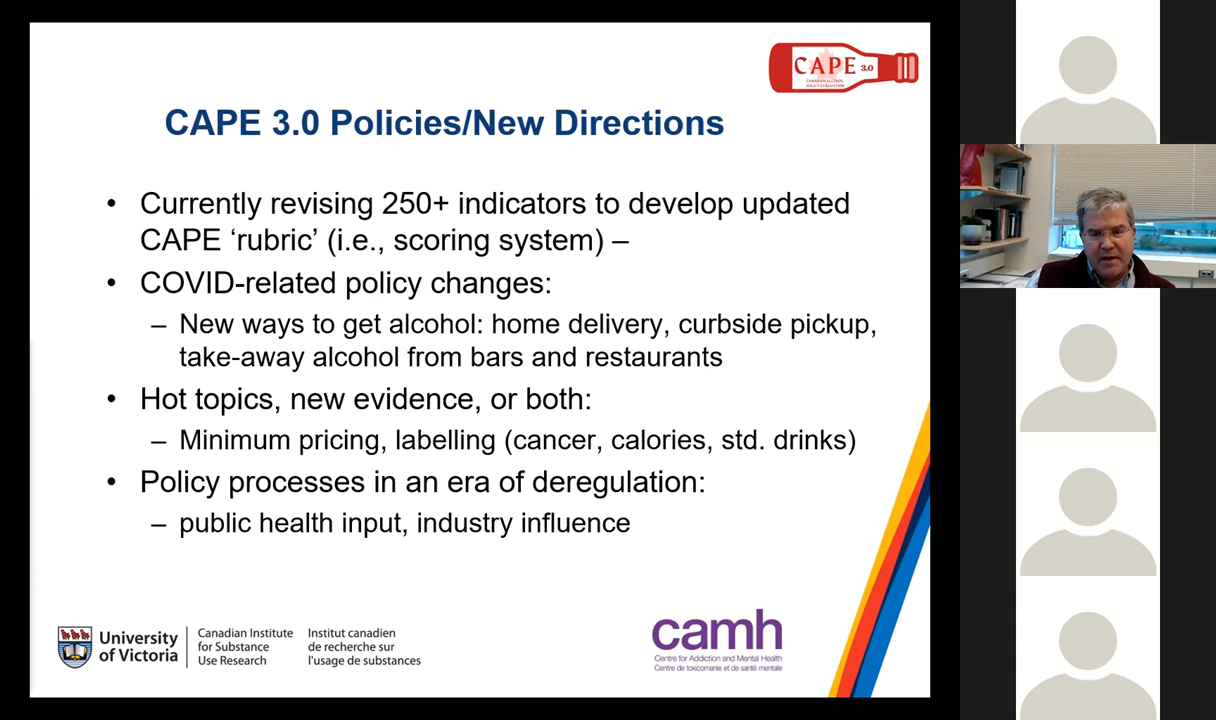 CAPE 3.0
CANADIAN ALCOHOL
POLICY EVALUATION
CAPE 3.0 Policies/New Directions
• Currently revising 250+ indicators to develop updated
CAPE ‘rubric’ (i.e., scoring system) –
• COVID-related policy changes:
– New ways to get alcohol: home delivery, curbside pickup,
take-away alcohol from bars and restaurants
• Hot topics, new evidence, or both:
– Minimum pricing, labelling (cancer, calories, std. drinks)
• Policy processes in an era of deregulation:
– public health input, industry influence
University
of Victoria
Canadian Institute
for Substance
Use Research
Institut canadien
de recherche sur
l'usage de substances
camh
Centre for Addiction and Mental Health
Centre de toxicomanie et de santé mentale